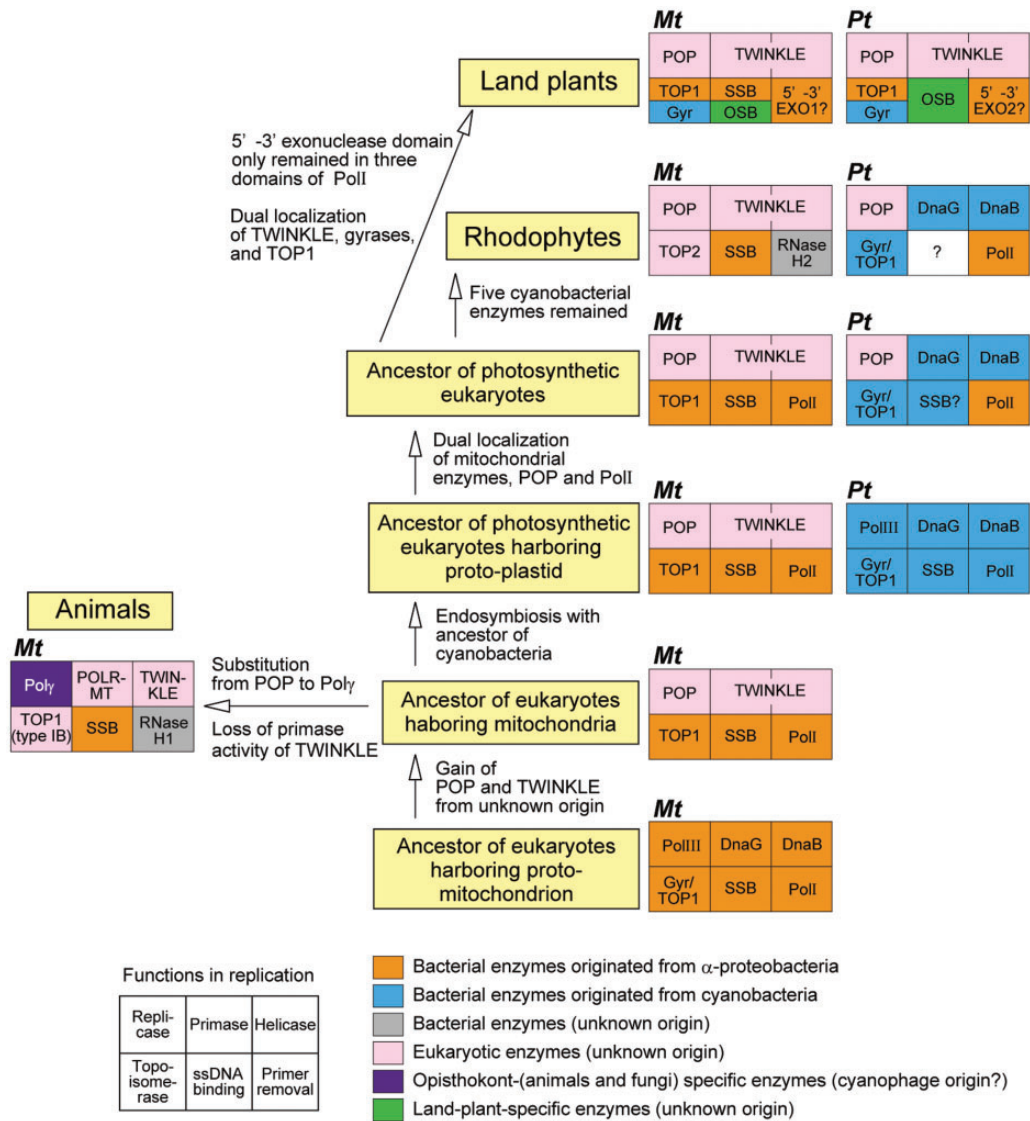 Mt
Pt
Land plants
POP
TWINKLE
TOP1
SSB
5’ -3’
EXO1?
Gyr
OSB
POP
TWINKLE
TOP1
OSB
5’ -3’
EXO2?
Gyr
5’ -3’ exonuclease domain
only remained in three
domains of PolI
Dual localization
of TWINKLE, gyrases,
and TOP1
Mt
Pt
Rhodophytes
POP
TWINKLE
TOP2
SSB
RNase
H2
POP
DnaG
DnaB
Gyr/
TOP1
?
PolI
Five cyanobacterial
enzymes remained
Mt
Pt
Ancestor of photosynthetic
eukaryotes
POP
TWINKLE
TOP1
SSB
PolI
POP
DnaG
DnaB
Gyr/
TOP1
SSB?
PolI
Dual localization
of mitochondrial
enzymes, POP and PolI
Mt
Pt
Ancestor of photosynthetic
eukaryotes harboring
proto-plastid
POP
TWINKLE
TOP1
SSB
PolI
PolIII
DnaG
DnaB
Gyr/
TOP1
SSB
PolI
Endosymbiosis with
ancestor of
cyanobacteria
Animals
Mt
Polγ
POLR-
MT
TWIN-
KLE
TOP1
(type IB)
SSB
RNase
H1
Substitution
from POP to Polγ
Loss of primase
activity of TWINKLE
Mt
Ancestor of eukaryotes
haboring mitochondria
POP
TWINKLE
TOP1
SSB
PolI
Gain of
POP and TWINKLE
from unknown origin
Mt
Ancestor of eukaryotes
harboring proto-
mitochondrion
PolIII
DnaG
DnaB
Gyr/
TOP1
SSB
PolI
Functions in replication
Repli-
case
Primase
Helicase
Topo-
isome-
rase
ssDNA
binding
Primer
removal
Bacterial enzymes originated from α-proteobacteria
Bacterial enzymes originated from cyanobacteria
Bacterial enzymes (unknown origin)
Eukaryotic enzymes (unknown origin)
Opisthokont-(animals and fungi) specific enzymes (cyanophage origin?)
Land-plant-specific enzymes (unknown origin)